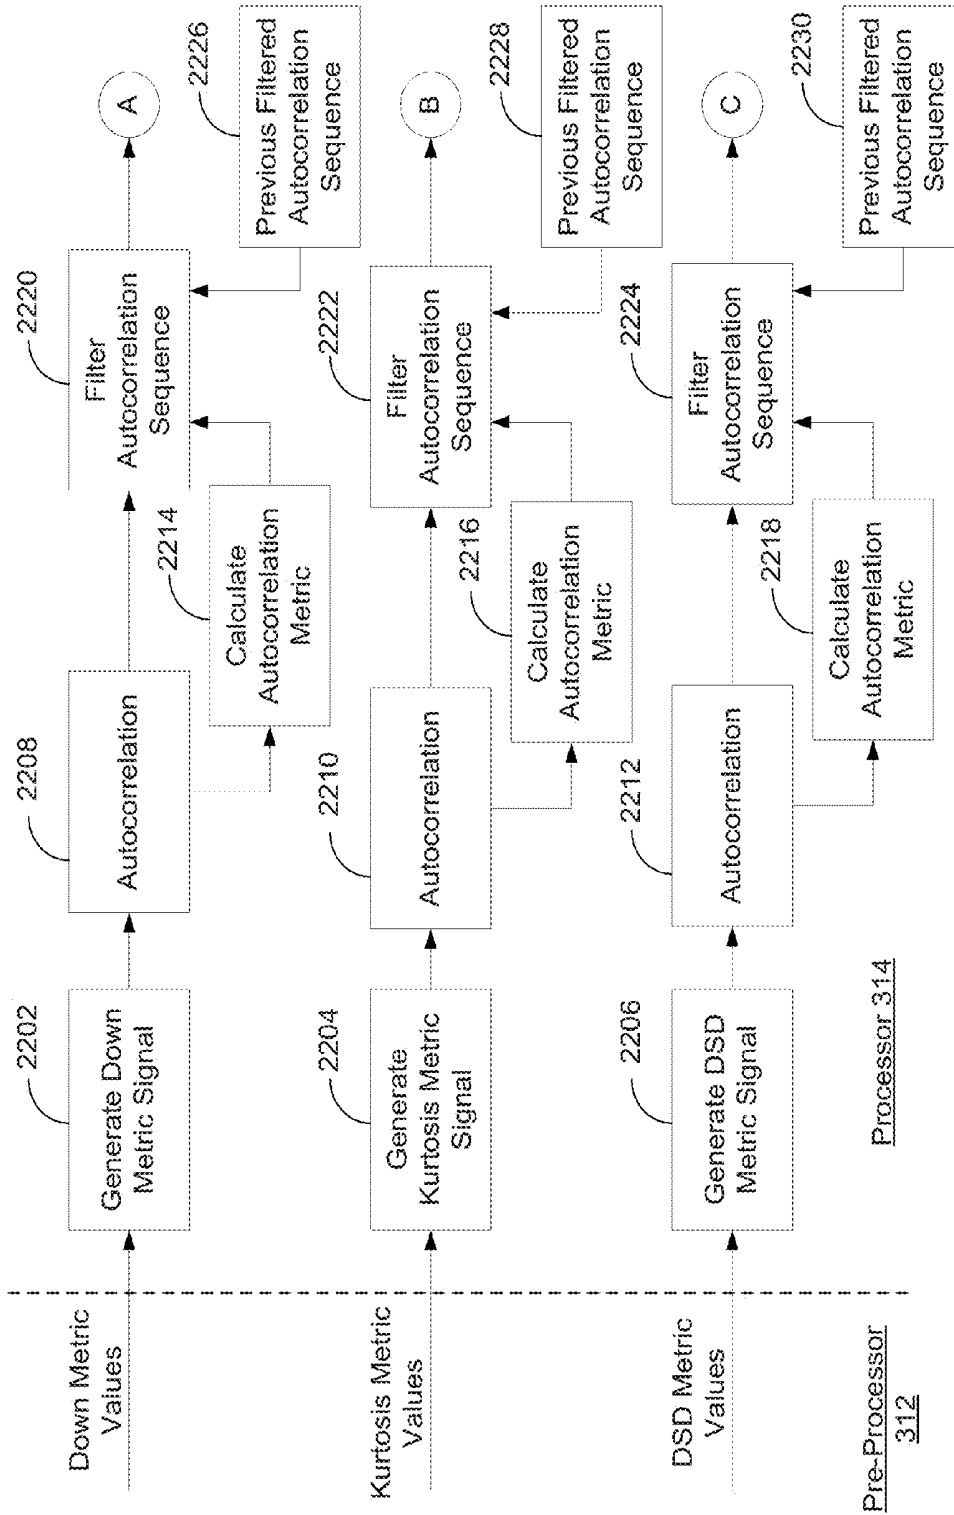 Down Metric
Values
2202
Generate Down
Metric Signal
2208
Autocorrelation
2214
Calculate
Autocorrelation
Metric
2220
Filter
Autocorrelation
Sequence
A
2226
Previous Filtered
Autocorrelation
Sequence
Kurtosis Metric
Values
2204
Generate
Kurtosis Metric
Signal
2210
Autocorrelation
2216
Calculate
Autocorrelation
Metric
2222
Filter
Autocorrelation
Sequence
B
2228
Previous Filtered
Autocorrelation
Sequence
DSD Metric
Values
2206
Generate DSD
Metric Signal
2212
Autocorrelation
2218
Calculate
Autocorrelation
Metric
2224
Filter
Autocorrelation
Sequence
C
2230
Previous Filtered
Autocorrelation
Sequence
Pre-Processor
312
Processor 314